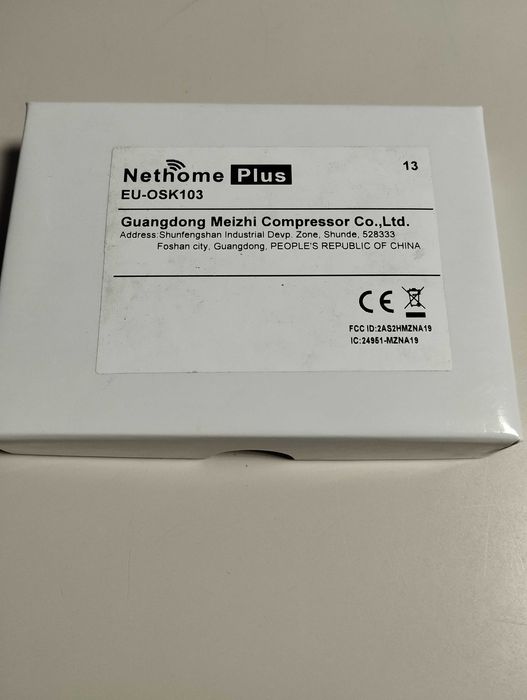 Nethome Plus
13
EU-OSK103
Guangdong Meizhi Compressor Co.,Ltd.
Address:Shunfengshan Industrial Devp. Zone, Shunde, 528333
Foshan city, Guangdong, PEOPLE'S REPUBLIC OF CHINA
CE
FCC ID:2AS2HMZNA19
IC:24951-MZNA19